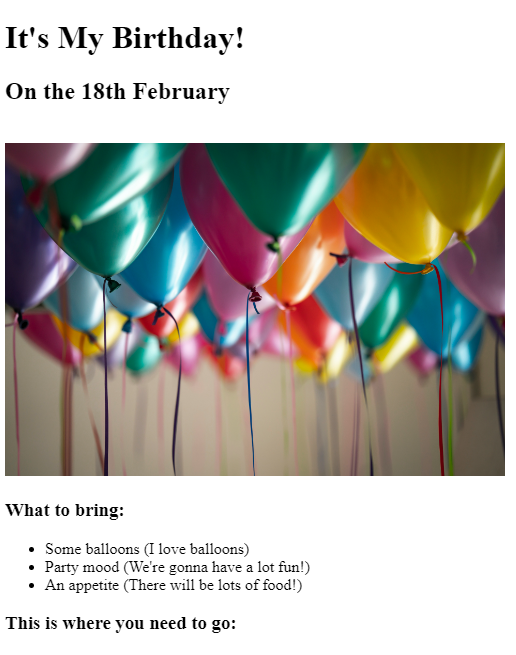 It's My Birthday!
On the 18th February
What to bring:
Some balloons (I love balloons)
Party mood (We're gonna have a lot fun!)
An appetite (There will be lots of food!)
This is where you need to go: